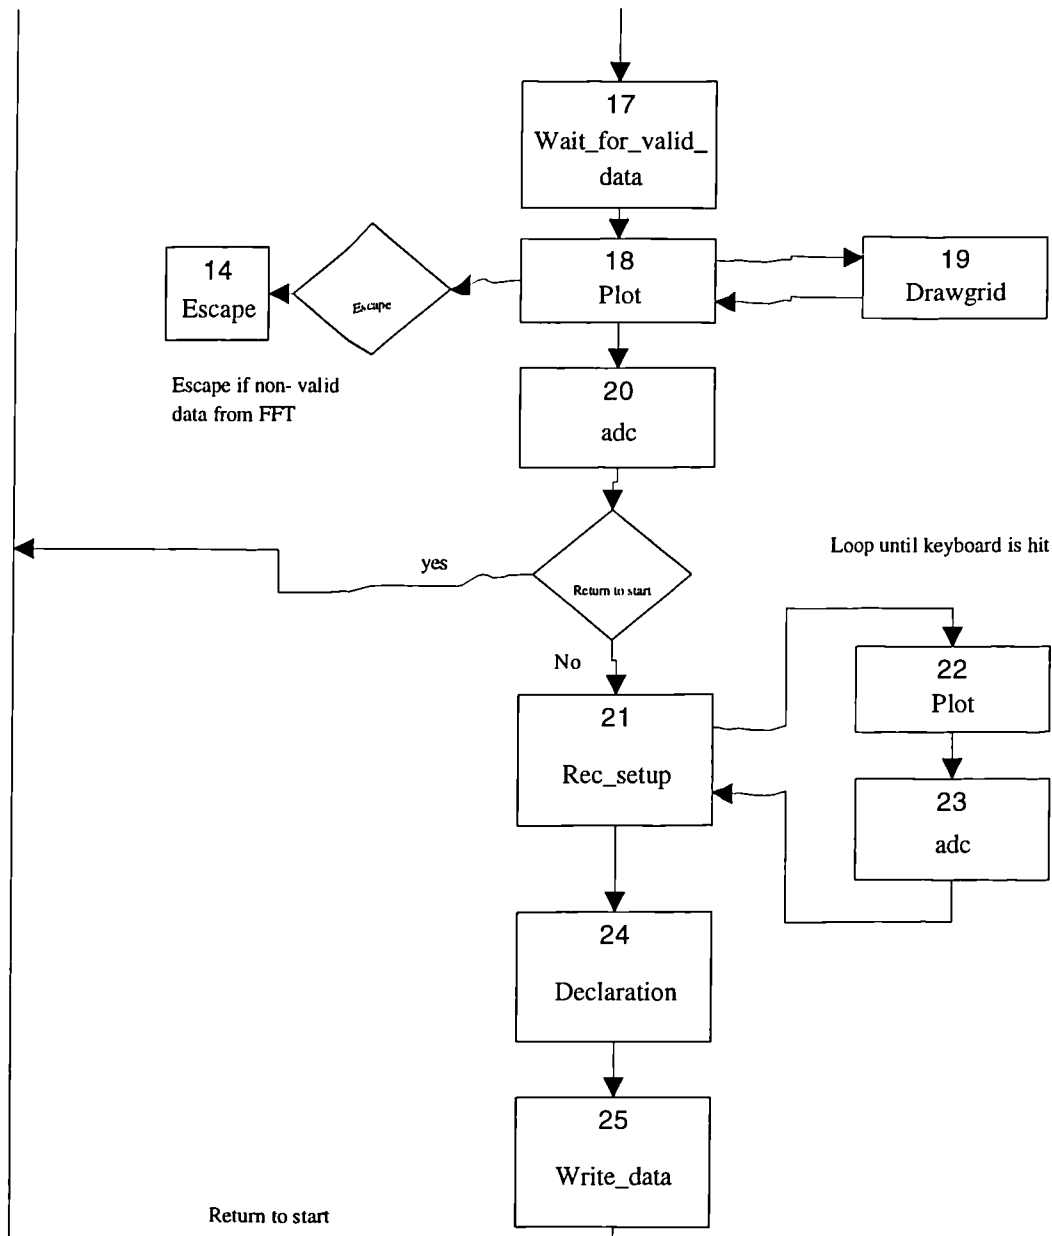 17
Wait_for_valid_
data
14
Escape
Escape
18
Plot
19
Drawgrid
Escape if non- valid
data from FFT
20
adc
yes
Return to start
Loop until keyboard is hit
No
21
Rec_setup
22
Plot
23
adc
24
Declaration
25
Write_data
Return to start